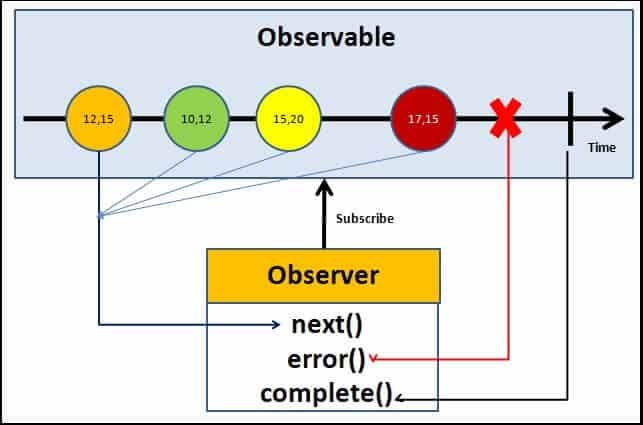 Observable
12,15
10,12
15,20
17,15
Time
Subscribe
Observer
next()
error()
complete()